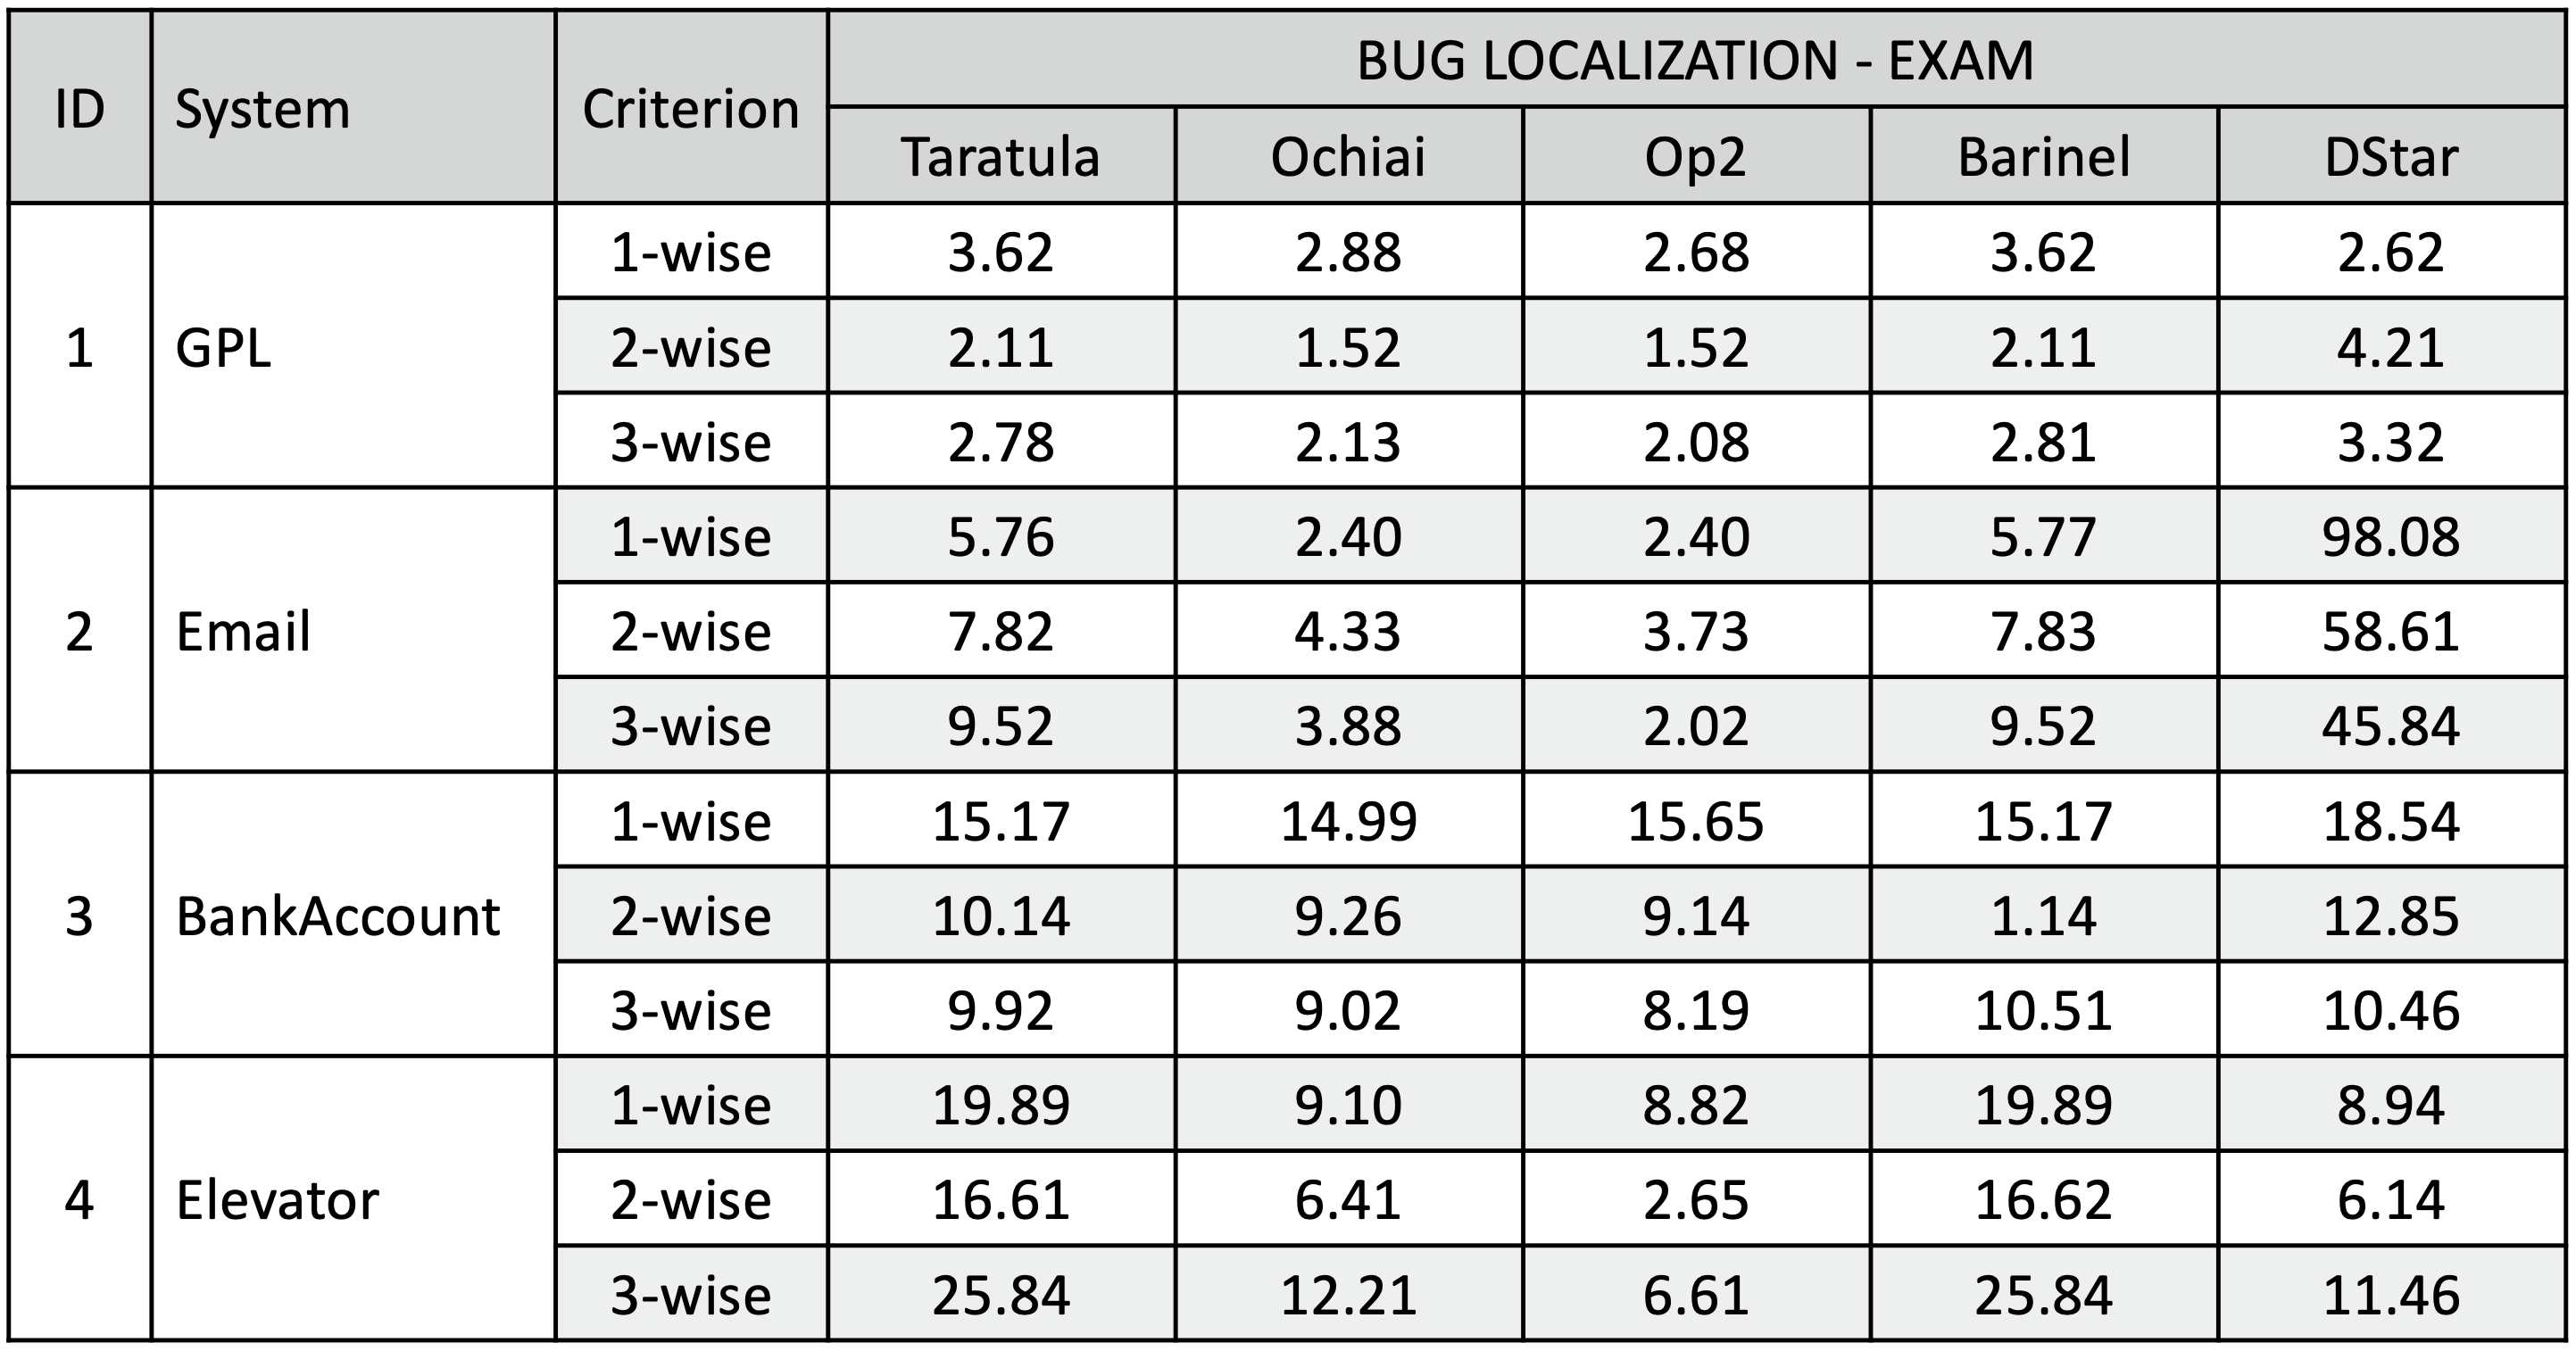 BUG LOCALIZATION - EXAM
ID System Criterion
Taratula Ochiai Op2 Barinel DStar
1-wise 3.62 2.88 2.68 3.62 2.62
1 GPL 2-wise 2.11 1.52 1.52 2.11 4.21
3-wise 2.78 2.13 2.08 2.81 3.32
1-wise 5.76 2.40 2.40 5.77 98.08
2 Email 2-wise 7.82 4.33 3.73 7.83 58.61
3-wise 9.52 3.88 2.02 9.52 45.84
1-wise 15.17 14.99 15.65 15.17 18.54
3 BankAccount 2-wise 10.14 9.26 9.14 1.14 12.85
3-wise 9.92 9.02 8.19 10.51 10.46
1-wise 19.89 9.10 8.82 19.89 8.94
4 Elevator 2-wise 16.61 6.41 2.65 16.62 6.14
3-wise 25.84 12.21 6.61 25.84 11.46